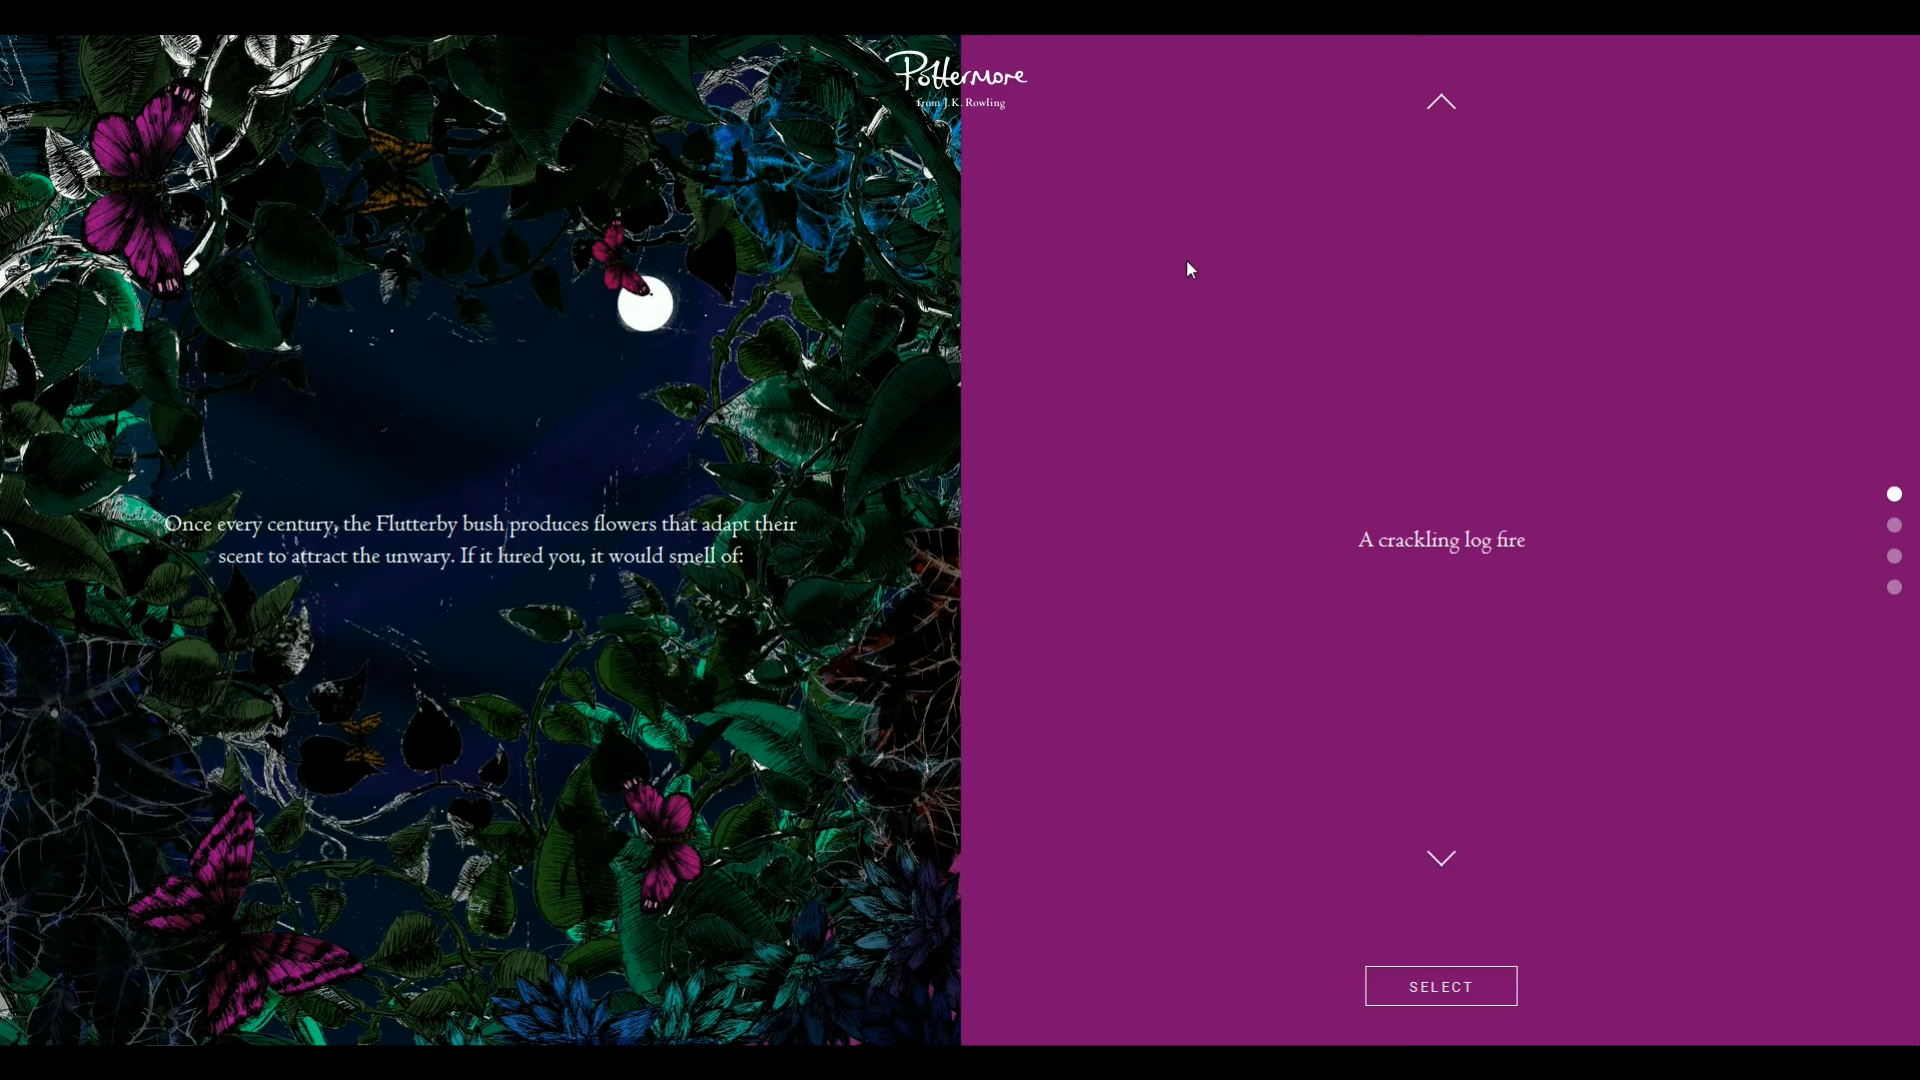 Pottermore
from J.K. Rowling
Once every century, the Flutterby bush produces flowers that adapt their
scent to attract the unwary. If it lured you, it would smell of:
A crackling log fire
SELECT